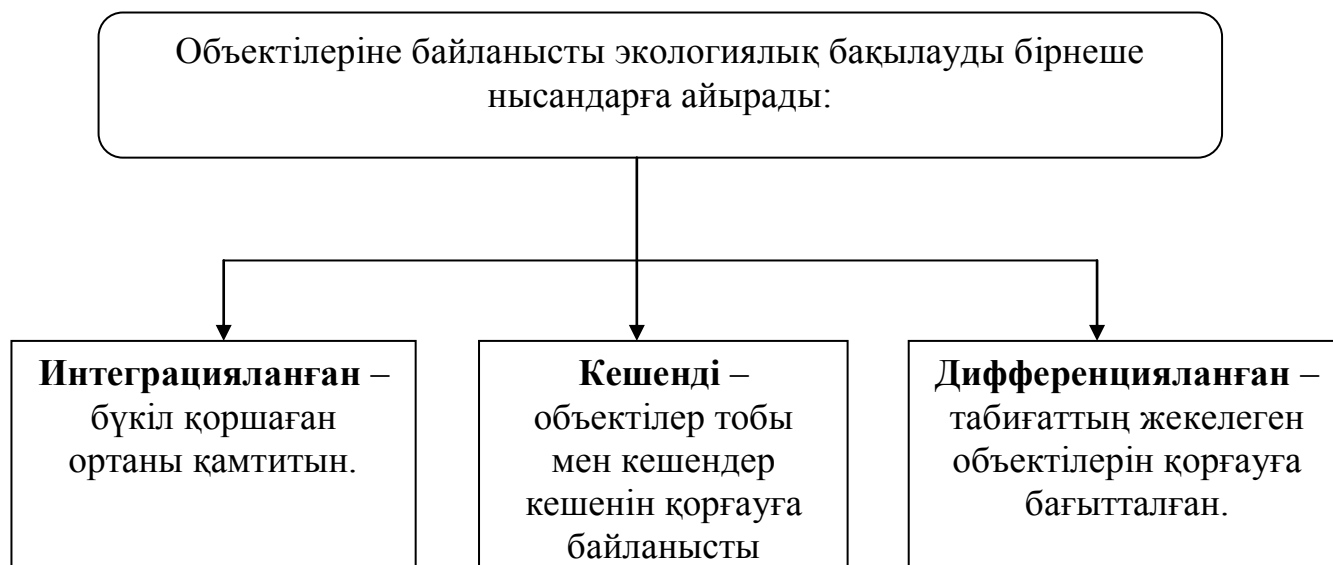 Объектілеріне байланысты экологиялық бақылауды бірнеше
нысандарға айырады:
Интеграцияланған –
бүкіл қоршаған
ортаны қамтитын.
Кешенді –
объектілер тобы
мен кешендер
кешенін қорғауға
байланысты
Дифференцияланған –
табиғаттың жекелеген
объектілерін қорғауға
бағытталған.